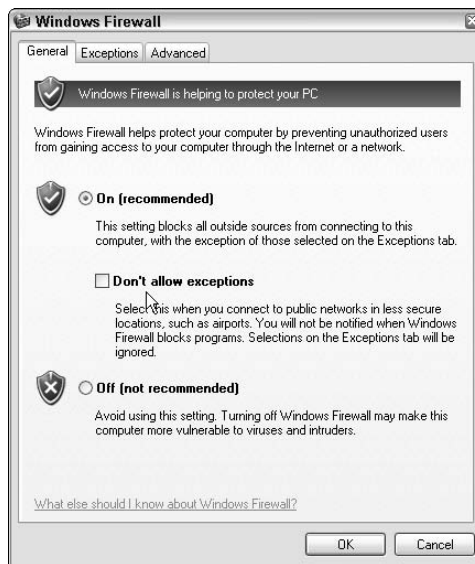 Windows Firewall
General Exceptions Advanced
Windows Firewall is helping to protect your PC
Windows Firewall helps protect your computer by preventing unauthorized users
from gaining access to your computer through the Internet or a network.
On (recommended)
This setting blocks all outside sources from connecting to this
computer, with the exception of those selected on the Exceptions tab.
Don't allow exceptions
Select this when you connect to public networks in less secure
locations, such as airports. You will not be notified when Windows
Firewall blocks programs. Selections on the Exceptions tab will be
ignored.
Off (not recommended)
Avoid using this setting. Turning off Windows Firewall may make this
computer more vulnerable to viruses and intruders.
What else should I know about Windows Firewall?
OK Cancel